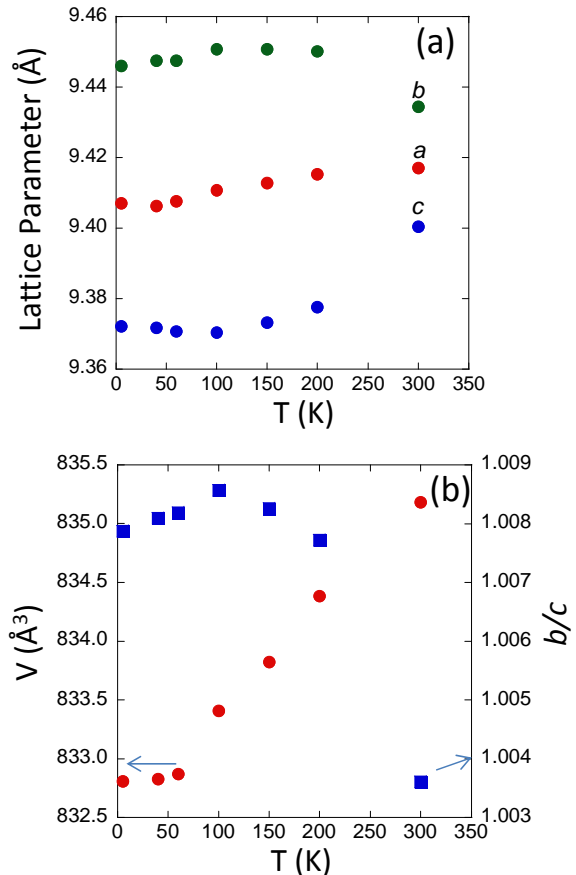 (a)
Lattice Parameter (Å)
9.46
9.44
9.42
9.40
9.38
9.36
b
a
c
0 50 100 150 200 250 300 350
T (K)
(b)
V (Å³)
835.5
835.0
834.5
834.0
833.5
833.0
832.5
1.009
1.008
1.007
1.006
1.005
1.004
1.003
b/c
0 50 100 150 200 250 300 350
T (K)